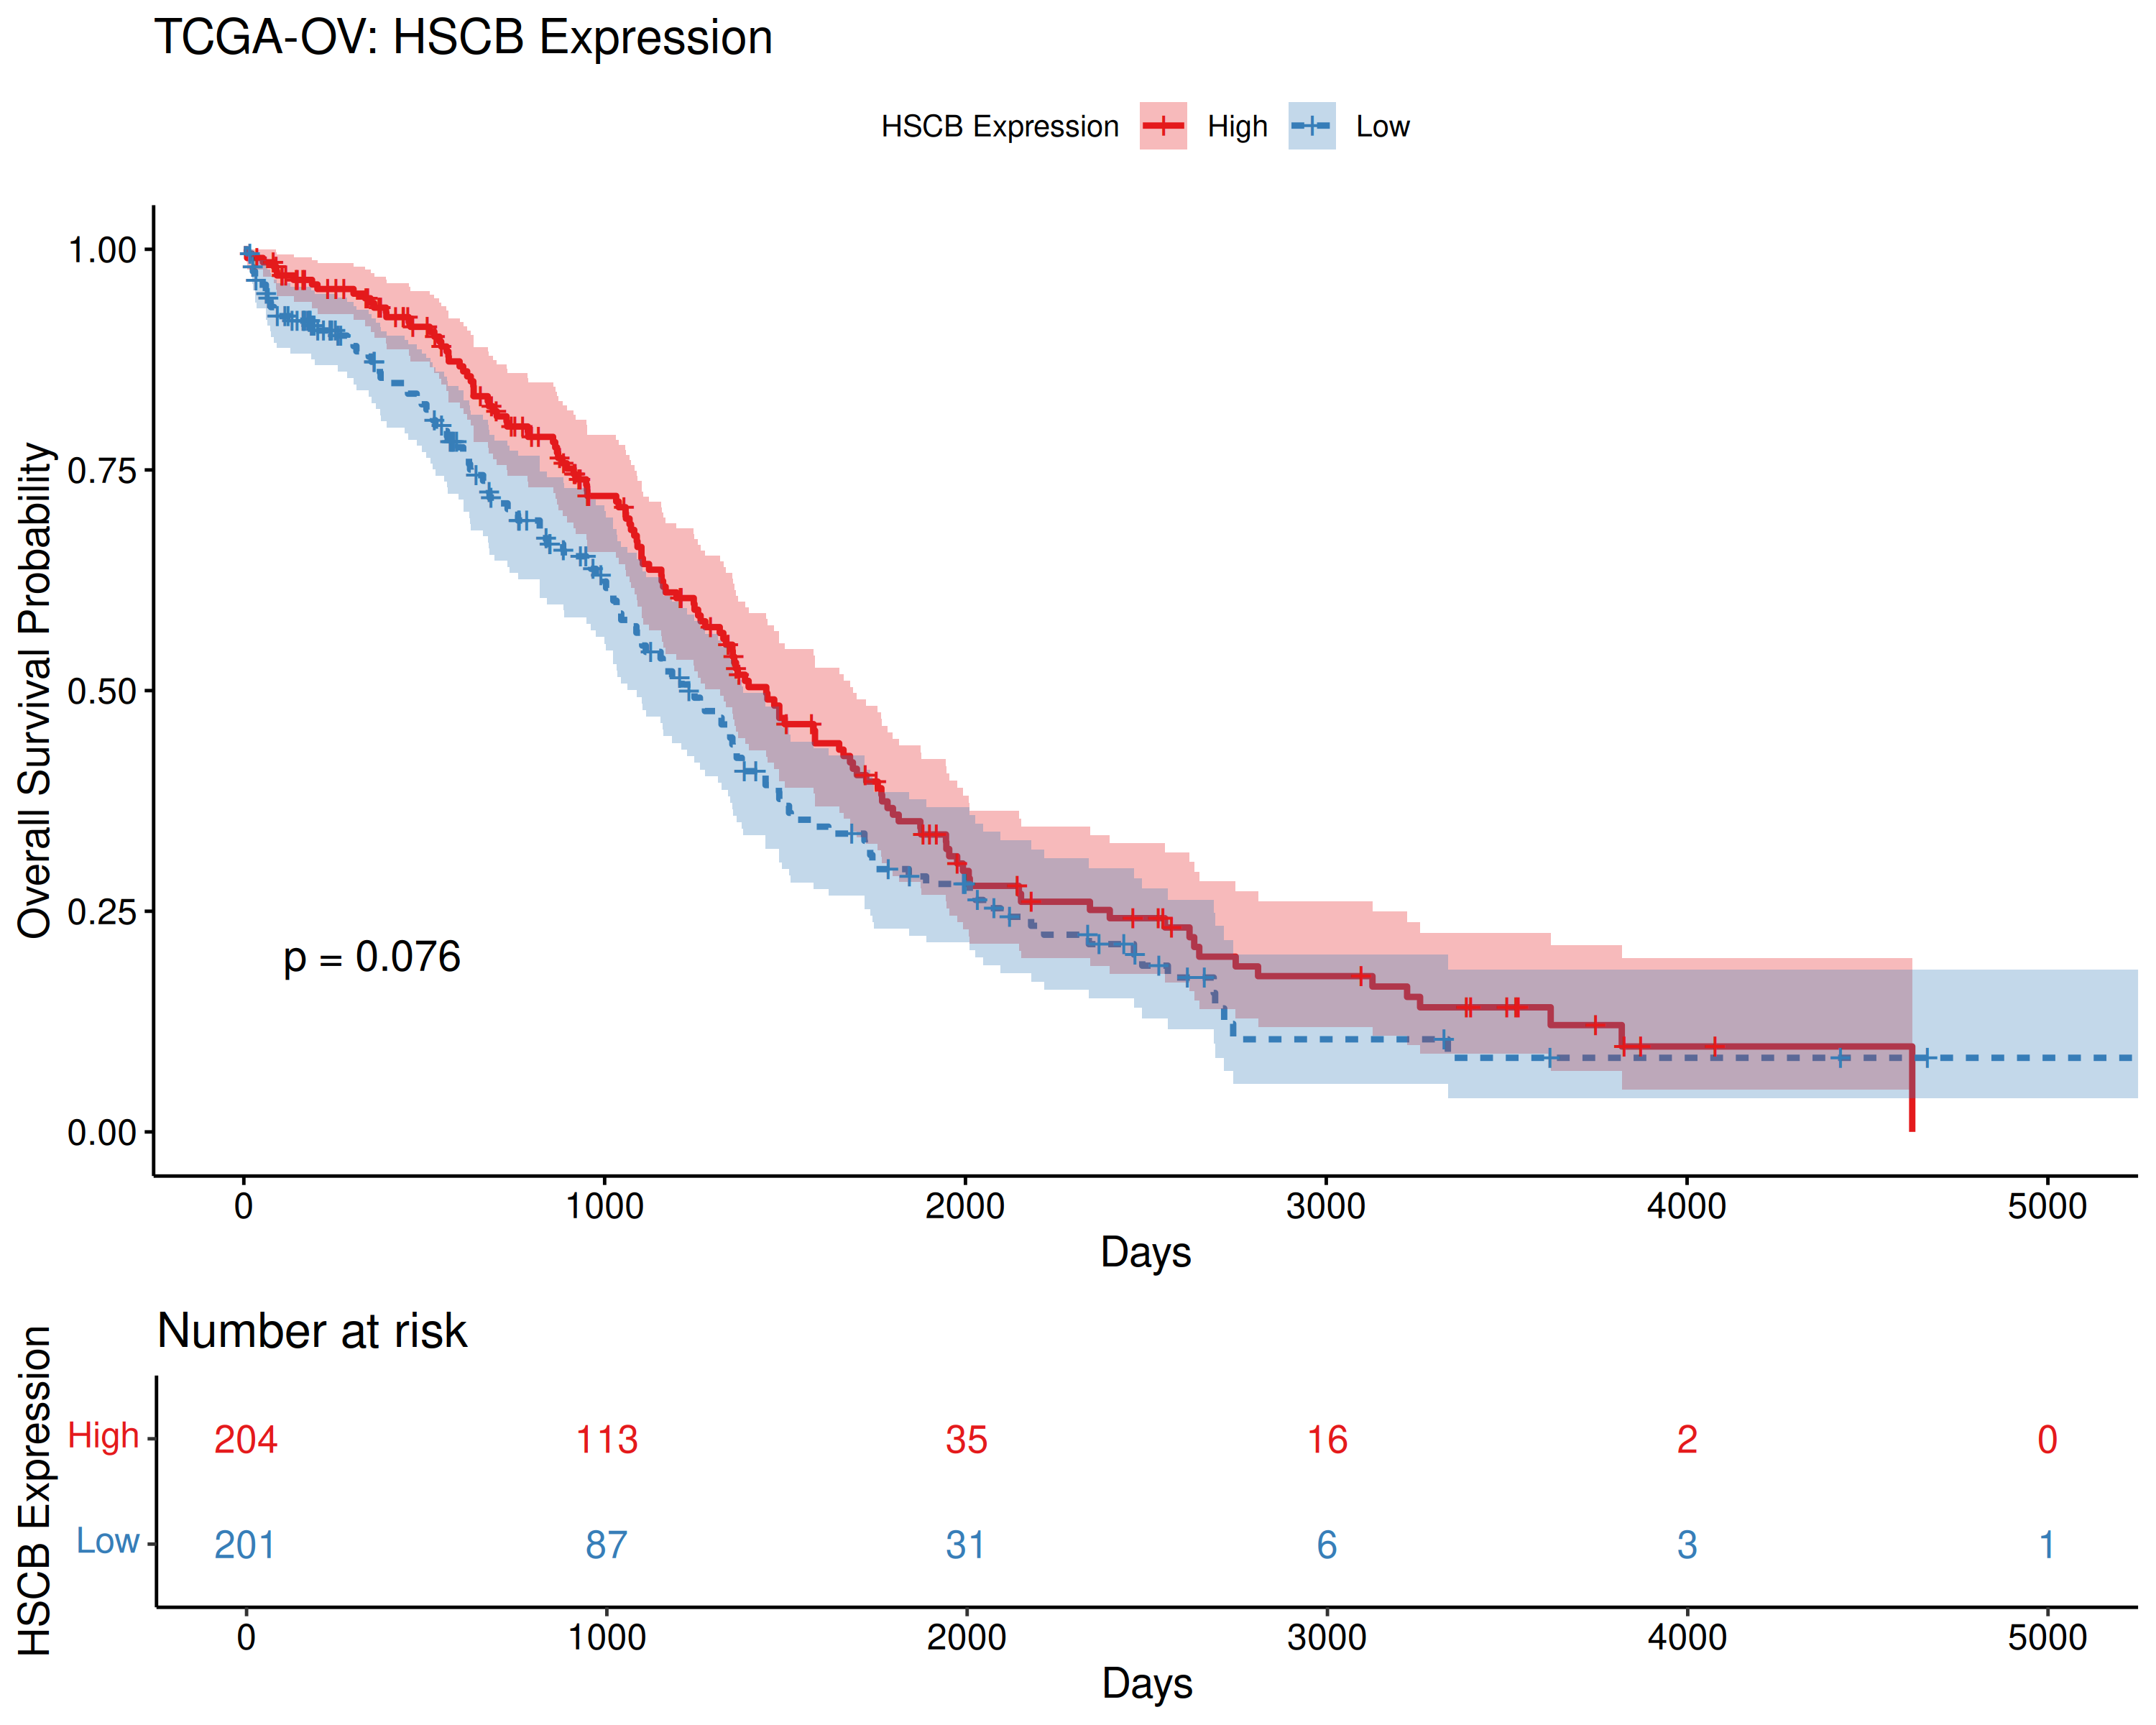 TCGA-OV: HSCB Expression
HSCB Expression High Low
Overall Survival Probability
1.00
0.75
0.50
0.25
0.00
p = 0.076
0 1000 2000 3000 4000 5000
Days
Number at risk
HSCB Expression
High 204 113 35 16 2 0
Low 201 87 31 6 3 1
0 1000 2000 3000 4000 5000
Days